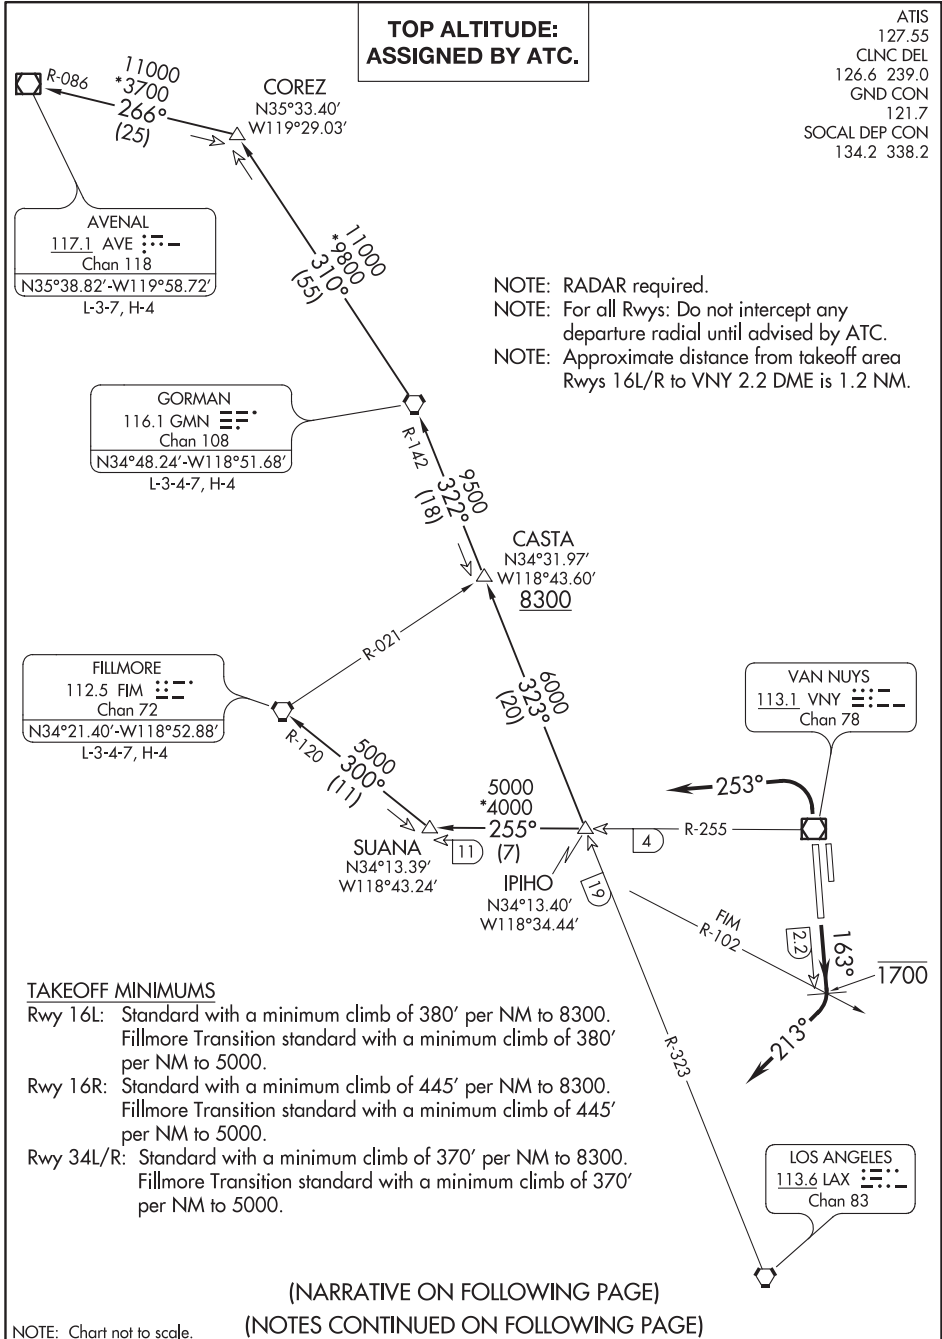 TOP ALTITUDE:
ASSIGNED BY ATC.
ATIS
127.55
CLNC DEL
126.6 239.0
GND CON
121.7
SOCAL DEP CON
134.2 338.2
R-086
11000
*3700
266°
(25)
COREZ
N35°33.40'
W119°29.03'
AVENAL
117.1 AVE
Chan 118
N35°38.82'-W119°58.72'
L-3-7, H-4
11000
*9800
310°
(55)
NOTE: RADAR required.
NOTE: For all Rwys: Do not intercept any
departure radial until advised by ATC.
NOTE: Approximate distance from takeoff area
Rwys 16L/R to VNY 2.2 DME is 1.2 NM.
GORMAN
116.1 GMN
Chan 108
N34°48.24'-W118°51.68'
L-3-4-7, H-4
R-142
9500
322°
(18)
CASTA
N34°31.97'
W118°43.60'
8300
R-021
FILLMORE
112.5 FIM
Chan 72
N34°21.40'-W118°52.88'
L-3-4-7, H-4
R-120
5000
300°
(11)
6000
323°
(20)
VAN NUYS
113.1 VNY
Chan 78
253°
5000
*4000
255°
(7)
11
4
R-255
SUANA
N34°13.39'
W118°43.24'
IPIHO
N34°13.40'
W118°34.44'
19
FIM
R-102
2.2
163°
1700
213°
R-323
TAKEOFF MINIMUMS
Rwy 16L: Standard with a minimum climb of 380' per NM to 8300.
Fillmore Transition standard with a minimum climb of 380'
per NM to 5000.
Rwy 16R: Standard with a minimum climb of 445' per NM to 8300.
Fillmore Transition standard with a minimum climb of 445'
per NM to 5000.
Rwy 34L/R: Standard with a minimum climb of 370' per NM to 8300.
Fillmore Transition standard with a minimum climb of 370'
per NM to 5000.
LOS ANGELES
113.6 LAX
Chan 83
(NARRATIVE ON FOLLOWING PAGE)
(NOTES CONTINUED ON FOLLOWING PAGE)
NOTE: Chart not to scale.